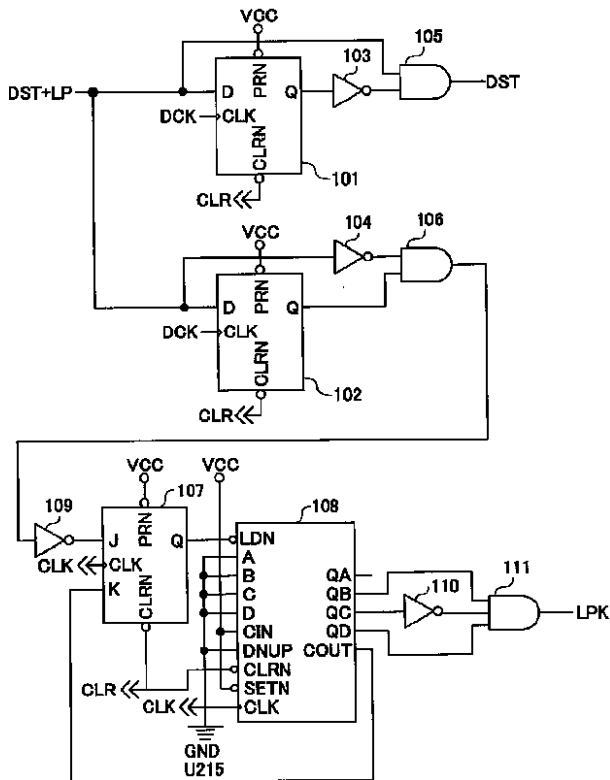 VCC
DST+LP
D
PRN
Q
DCK
CLK
CLRN
CLR
101
103
105
DST
VCC
104
106
D
PRN
Q
DCK
CLK
CLRN
CLR
102
VCC
VCC
107
108
109
J
PRN
Q
CLK
CLK
K
CLRN
CLR
LDN
A
B
C
D
CIN
DNUP
CLRN
SETN
CLK
CLK
QA
QB
QC
QD
COUT
110
111
LPK
GND
U215